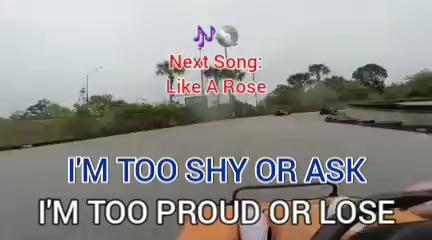 🎶💿
Next Song:
Like A Rose
I'M TOO SHY OR ASK
I'M TOO PROUD OR LOSE